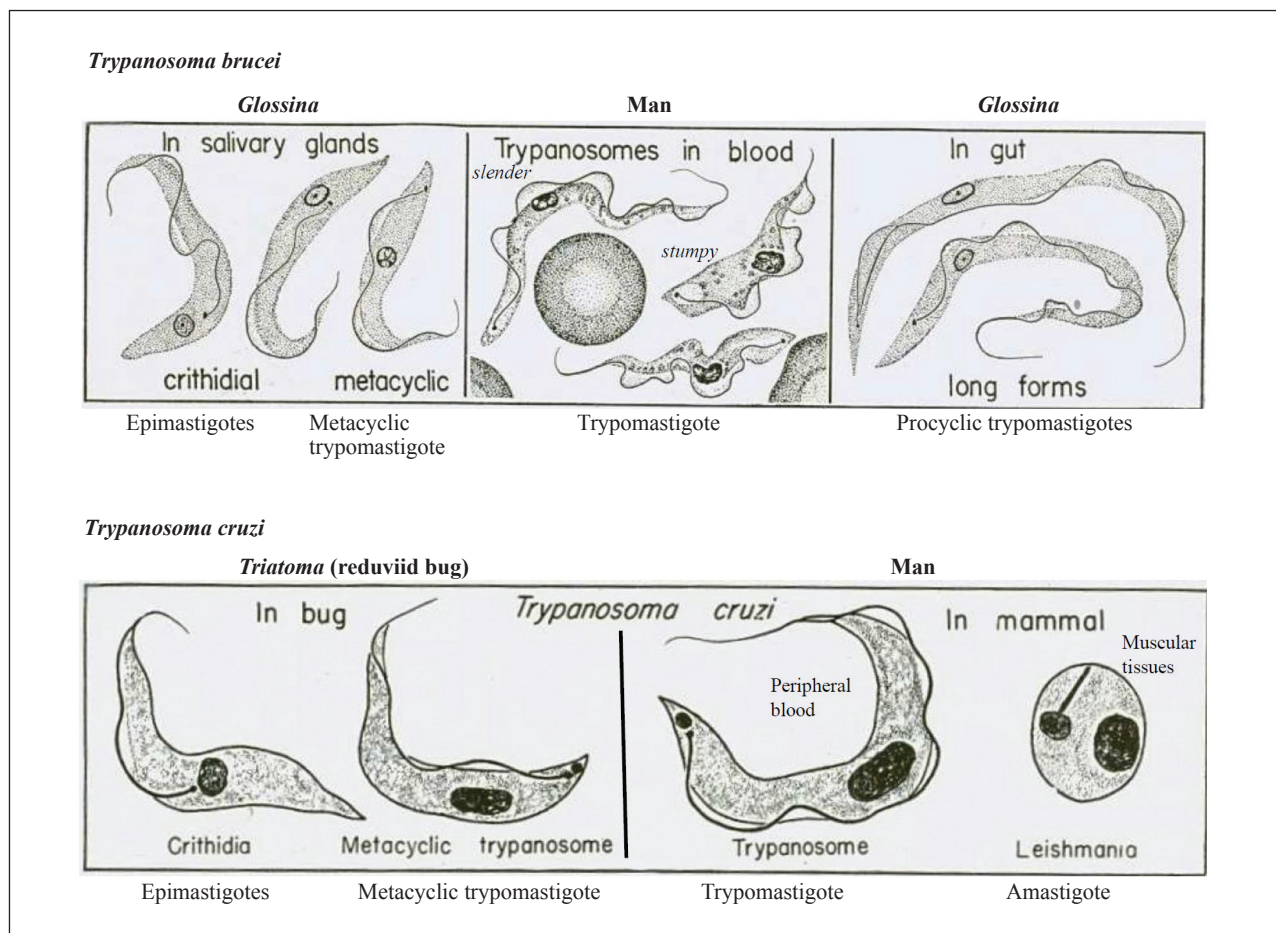 Trypanosoma brucei
Glossina Man Glossina
In salivary glands
crithidial metacyclic
Trypanosomes in blood
slender
stumpy
In gut
long forms
Epimastigotes Metacyclic trypomastigote Trypomastigote Procyclic trypomastigotes
Trypanosoma cruzi
Triatoma (reduviid bug) Man
In bug Trypanosoma cruzi In mammal
Muscular
tissues
Peripheral
blood
Crithidia Metacyclic trypanosome Trypanosome Leishmania
Epimastigotes Metacyclic trypomastigote Trypomastigote Amastigote